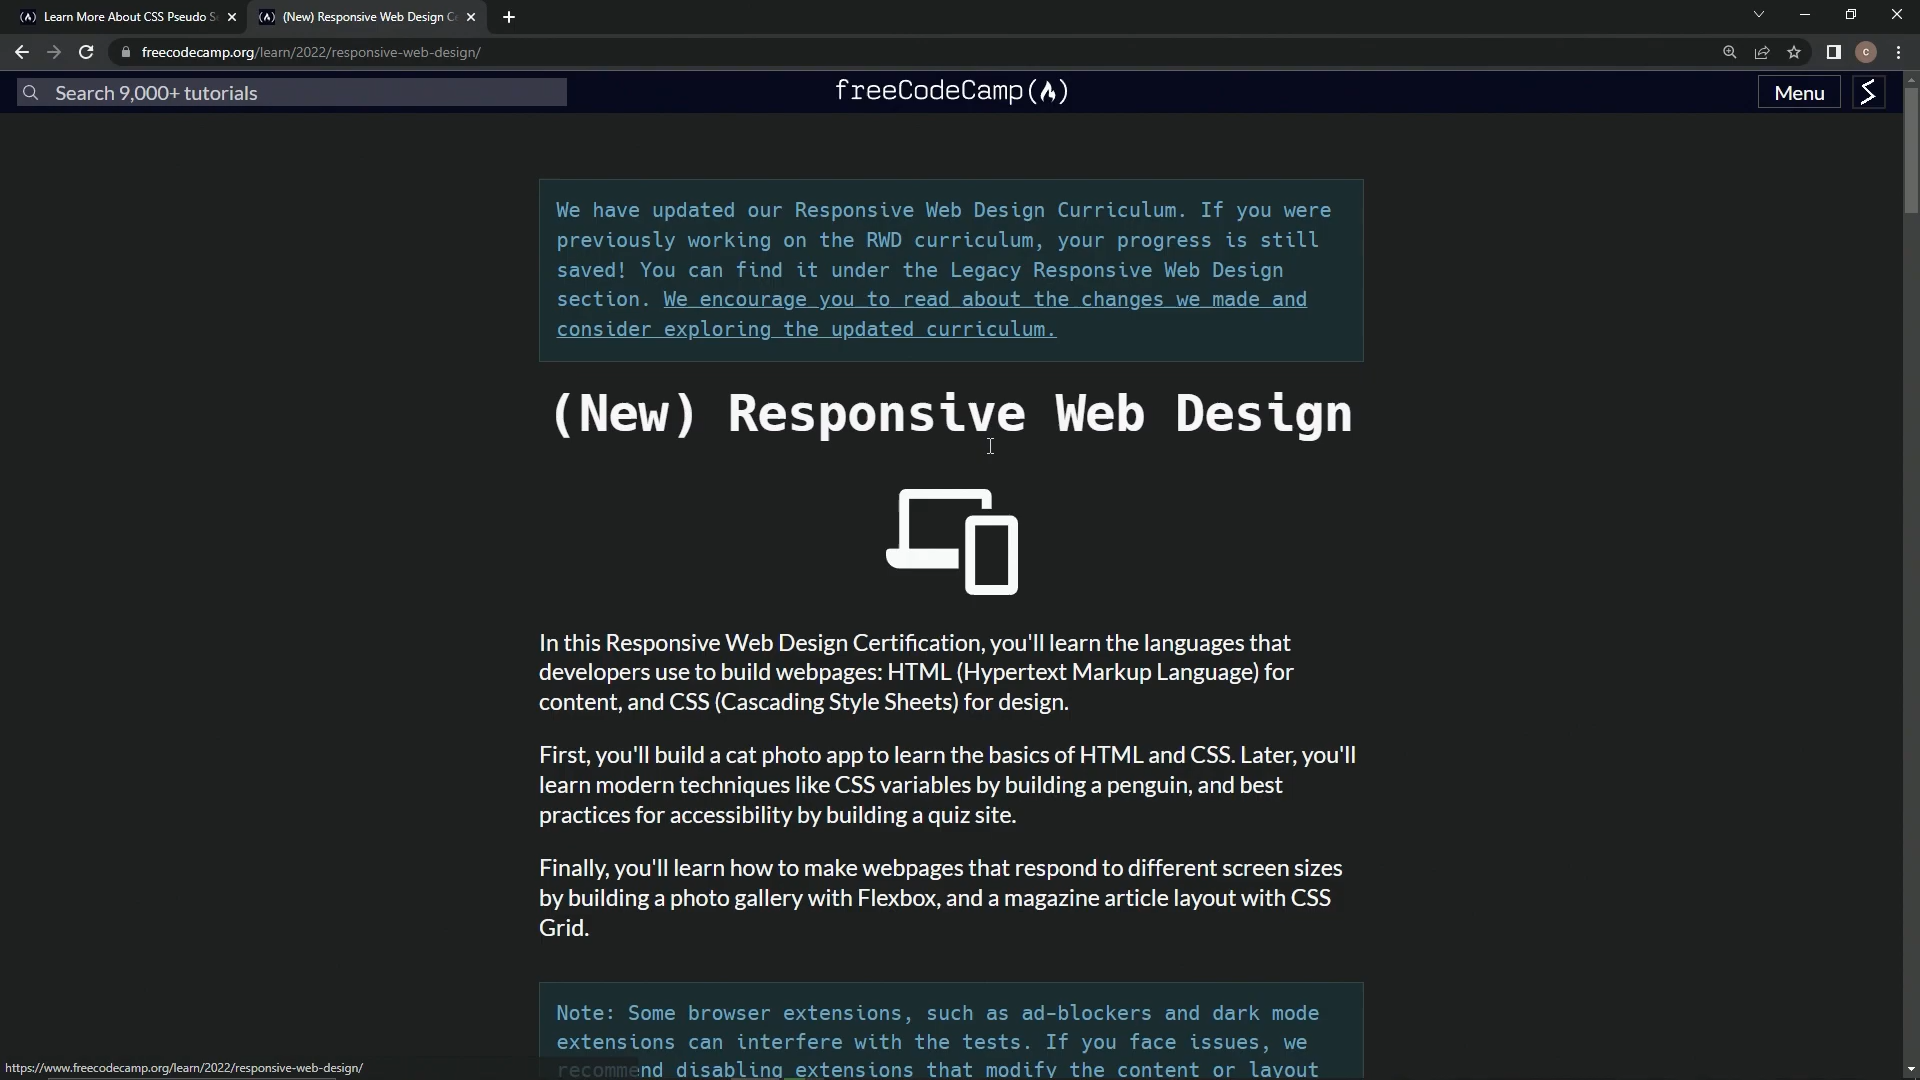 Learn More About CSS Pseudo S
(New) Responsive Web Design C
freecodecamp.org/learn/2022/responsive-web-design/
C
Search 9,000+ tutorials
freeCodeCamp
Menu
We have updated our Responsive Web Design Curriculum. If you were
previously working on the RWD curriculum, your progress is still
saved! You can find it under the Legacy Responsive Web Design
section. We encourage you to read about the changes we made and
consider exploring the updated curriculum.
(New) Responsive Web Design
In this Responsive Web Design Certification, you'll learn the languages that
developers use to build webpages: HTML (Hypertext Markup Language) for
content, and CSS (Cascading Style Sheets) for design.
First, you'll build a cat photo app to learn the basics of HTML and CSS. Later, you'll
learn modern techniques like CSS variables by building a penguin, and best
practices for accessibility by building a quiz site.
Finally, you'll learn how to make webpages that respond to different screen sizes
by building a photo gallery with Flexbox, and a magazine article layout with CSS
Grid.
Note: Some browser extensions, such as ad-blockers and dark mode
extensions can interfere with the tests. If you face issues, we
recommend disabling extensions that modify the content or layout
https://www.freecodecamp.org/learn/2022/responsive-web-design/